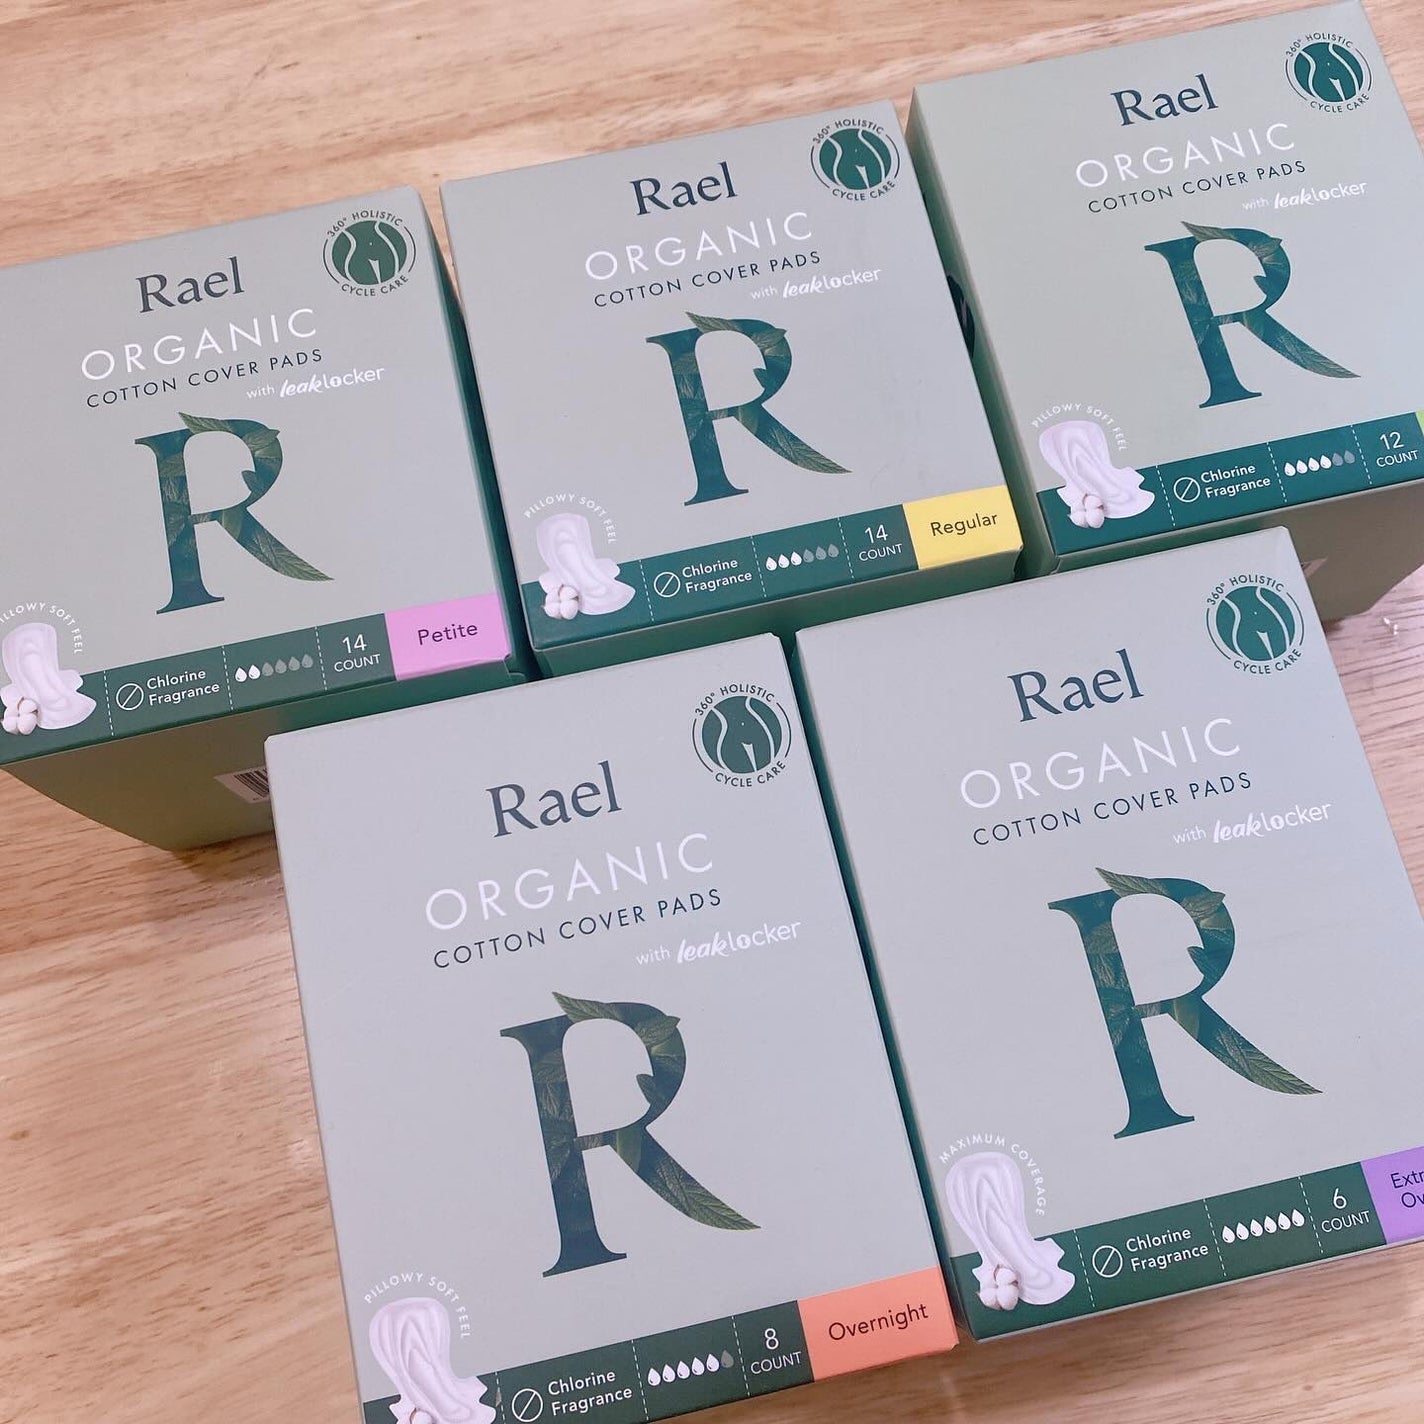 Rael
360° HOLISTIC
CYCLE CARE
ORGANIC
COTTON COVER PADS
with leaklocker
PILLOWY SOFT FEEL
Chlorine
Fragrance
14
COUNT
Petite
Rael
360° HOLISTIC
CYCLE CARE
ORGANIC
COTTON COVER PADS
with leaklocker
PILLOWY SOFT FEEL
Chlorine
Fragrance
14
COUNT
Regular
Rael
360° HOLISTIC
CYCLE CARE
ORGANIC
COTTON COVER PADS
with leaklocker
PILLOWY SOFT FEEL
Chlorine
Fragrance
12
COUNT
Rael
360° HOLISTIC
CYCLE CARE
ORGANIC
COTTON COVER PADS
with leaklocker
PILLOWY SOFT FEEL
Chlorine
Fragrance
8
COUNT
Overnight
Rael
360° HOLISTIC
CYCLE CARE
ORGANIC
COTTON COVER PADS
with leaklocker
MAXIMUM COVERAGE
Chlorine
Fragrance
6
COUNT